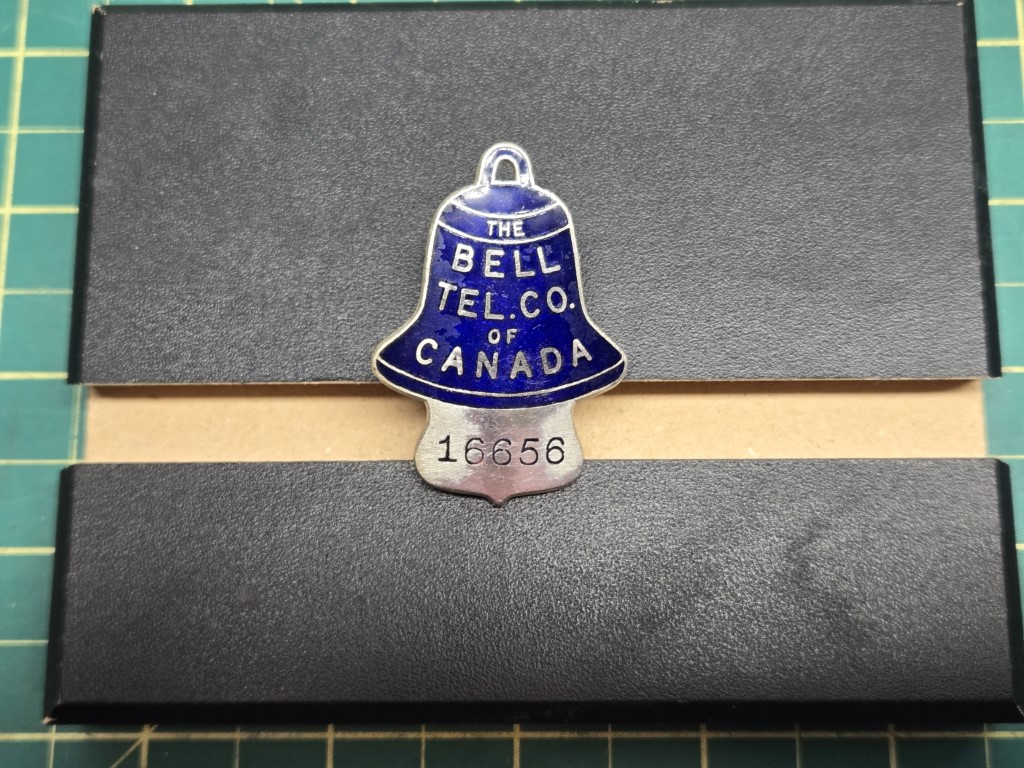 THE
BELL
TEL.CO.
OF
CANADA
16656